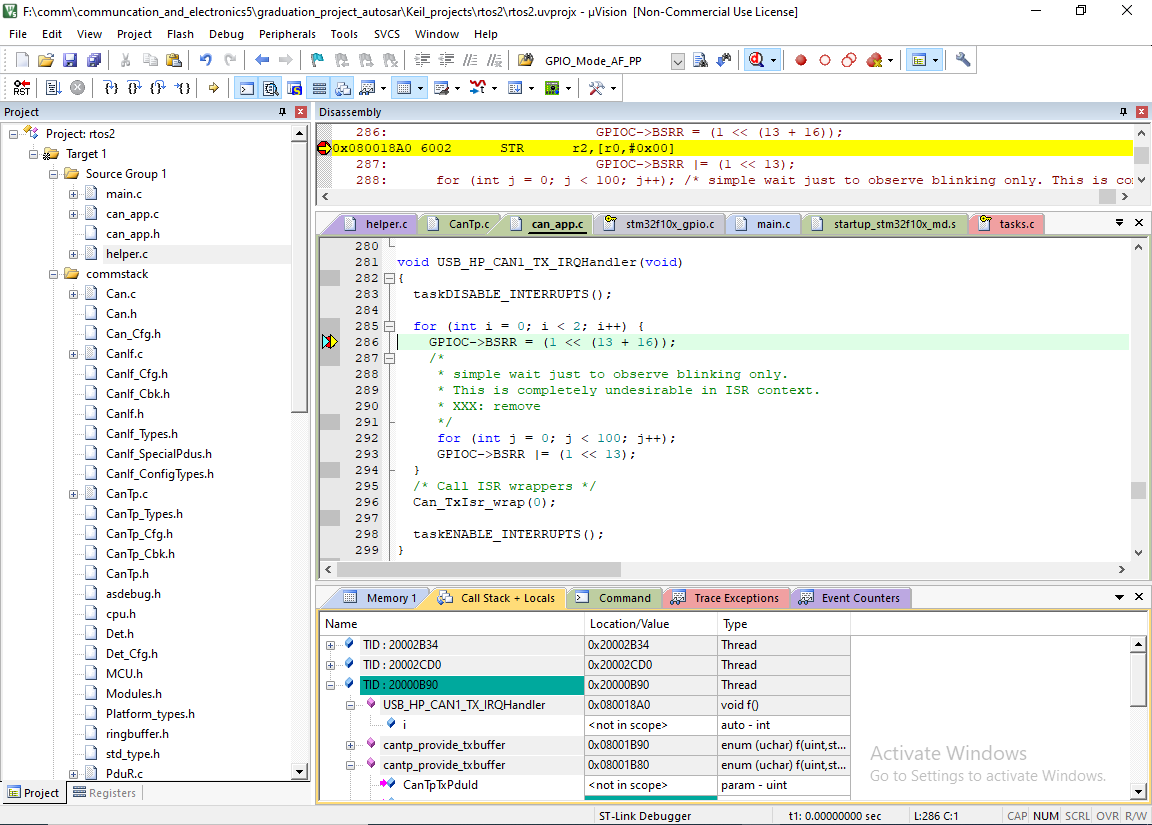 F:\comm\communcation_and_electronics5\graduation_project_autosar\Keil_projects\rtos2\rtos2.uvprojx - µVision [Non-Commercial Use License]
File Edit View Project Flash Debug Peripherals Tools SVCS Window Help
GPIO_Mode_AF_PP
RST
Project
Project: rtos2
Target 1
Source Group 1
main.c
can_app.c
can_app.h
helper.c
commstack
Can.c
Can.h
Can_Cfg.h
CanIf.c
CanIf_Cfg.h
CanIf_Cbk.h
CanIf.h
CanIf_Types.h
CanIf_SpecialPdus.h
CanIf_ConfigTypes.h
CanTp.c
CanTp_Types.h
CanTp_Cfg.h
CanTp_Cbk.h
CanTp.h
asdebug.h
cpu.h
Det.h
Det_Cfg.h
MCU.h
Modules.h
Platform_types.h
ringbuffer.h
std_type.h
PduR.c
Project Registers
Disassembly
286: GPIOC->BSRR = (1 << (13 + 16));
0x080018A0 6002 STR r2,[r0,#0x00]
287: GPIOC->BSRR |= (1 << 13);
288: for (int j = 0; j < 100; j++); /* simple wait just to observe blinking only. This is co
helper.c CanTp.c can_app.c stm32f10x_gpio.c main.c startup_stm32f10x_md.s tasks.c
280
281 void USB_HP_CAN1_TX_IRQHandler(void)
282 {
283 taskDISABLE_INTERRUPTS();
284
285 for (int i = 0; i < 2; i++) {
286 GPIOC->BSRR = (1 << (13 + 16));
287 /*
288 * simple wait just to observe blinking only.
289 * This is completely undesirable in ISR context.
290 * XXX: remove
291 */
292 for (int j = 0; j < 100; j++);
293 GPIOC->BSRR |= (1 << 13);
294 }
295 /* Call ISR wrappers */
296 Can_TxIsr_wrap(0);
297
298 taskENABLE_INTERRUPTS();
299 }
Memory 1 Call Stack + Locals Command Trace Exceptions Event Counters
Name Location/Value Type
TID : 20002B34 0x20002B34 Thread
TID : 20002CD0 0x20002CD0 Thread
TID : 20000B90 0x20000B90 Thread
USB_HP_CAN1_TX_IRQHandler 0x080018A0 void f()
i <not in scope> auto - int
cantp_provide_txbuffer 0x08001B90 enum (uchar) f(uint,st...
cantp_provide_txbuffer 0x08001B80 enum (uchar) f(uint,st...
CanTpTxPduId <not in scope> param - uint
Activate Windows
Go to Settings to activate Windows.
ST-Link Debugger t1: 0.00000000 sec L:286 C:1 CAP NUM SCRL OVR R/W